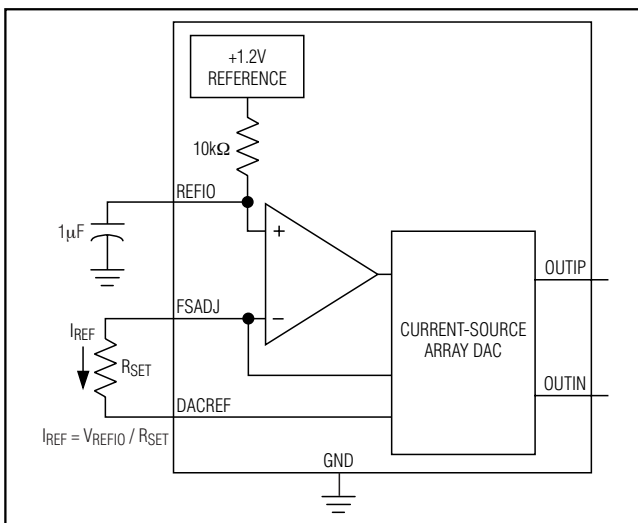 +1.2V
REFERENCE
10kΩ
REFIO
1µF
+
−
OUTIP
FSADJ
CURRENT-SOURCE
ARRAY DAC
IREF
RSET
OUTIN
DACREF
IREF = VREFIO / RSET
GND